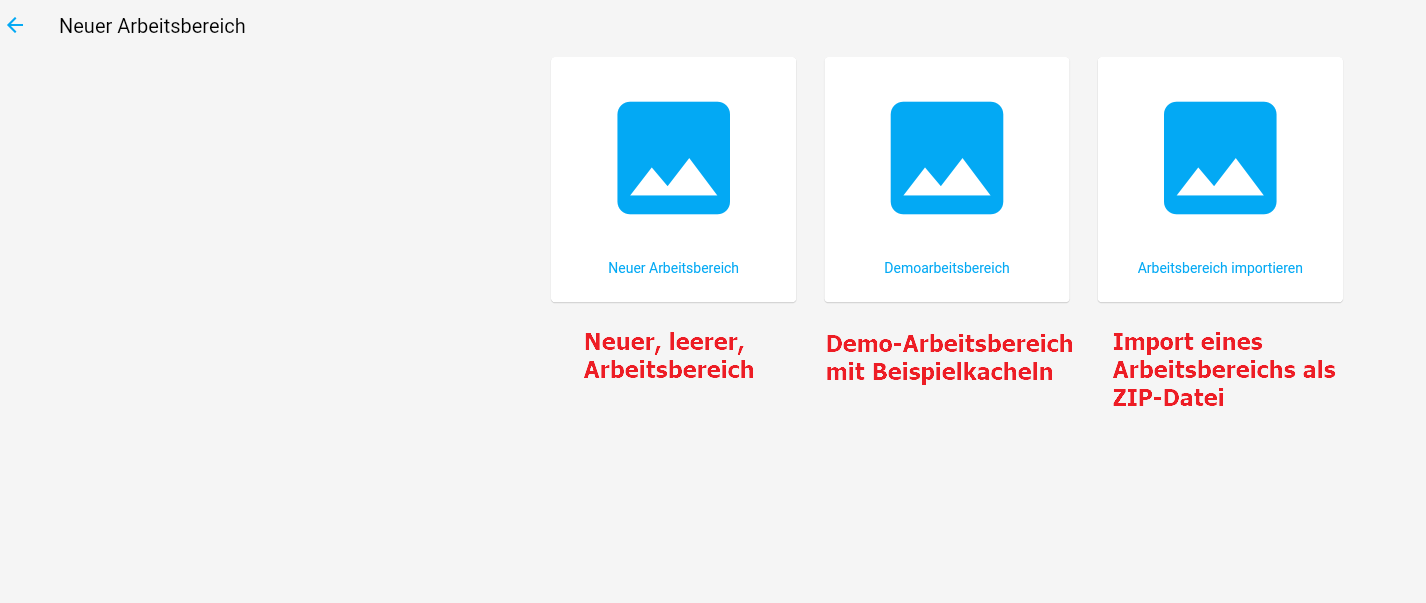 Neuer Arbeitsbereich
Neuer Arbeitsbereich
Demoarbeitsbereich
Arbeitsbereich importieren
Neuer, leerer,
Arbeitsbereich
Demo-Arbeitsbereich
mit Beispielkacheln
Import eines
Arbeitsbereichs als
ZIP-Datei